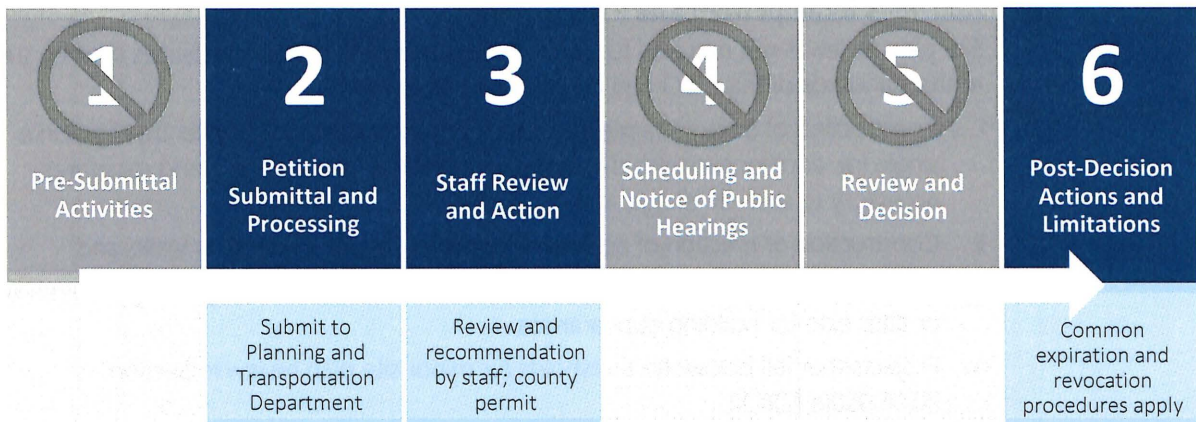 1
Pre-Submittal
Activities
2
Petition
Submittal and
Processing
3
Staff Review
and Action
4
Scheduling and
Notice of Public
Hearings
5
Review and
Decision
6
Post-Decision
Actions and
Limitations
Submit to
Planning and
Transportation
Department
Review and
recommendation
by staff; county
permit
Common
expiration and
revocation
procedures apply